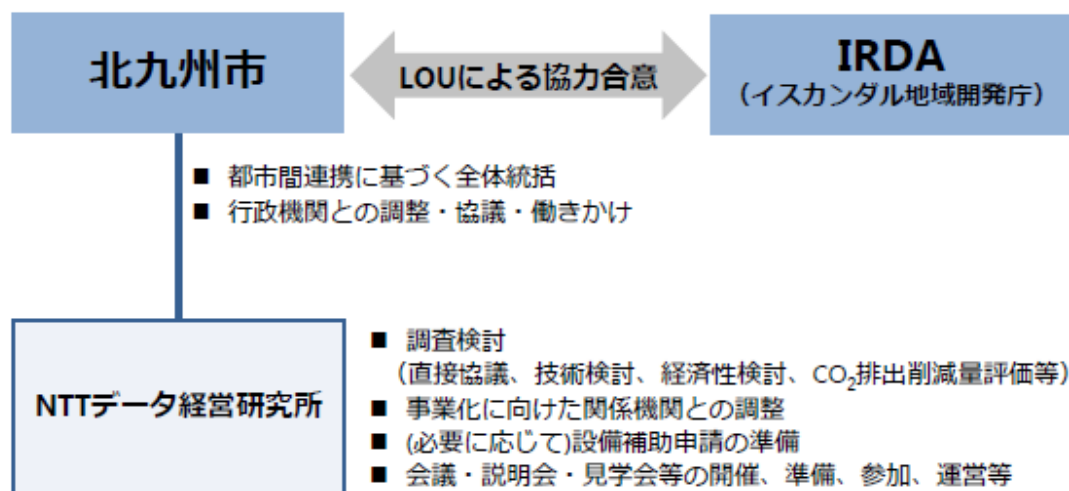 北九州市
LOUによる協力合意
IRDA
（イスカンダル地域開発庁）
■ 都市間連携に基づく全体統括
■ 行政機関との調整・協議・働きかけ
NTTデータ経営研究所
■ 調査検討
（直接協議、技術検討、経済性検討、CO₂排出削減量評価等）
■ 事業化に向けた関係機関との調整
■ (必要に応じて)設備補助申請の準備
■ 会議・説明会・見学会等の開催、準備、参加、運営等